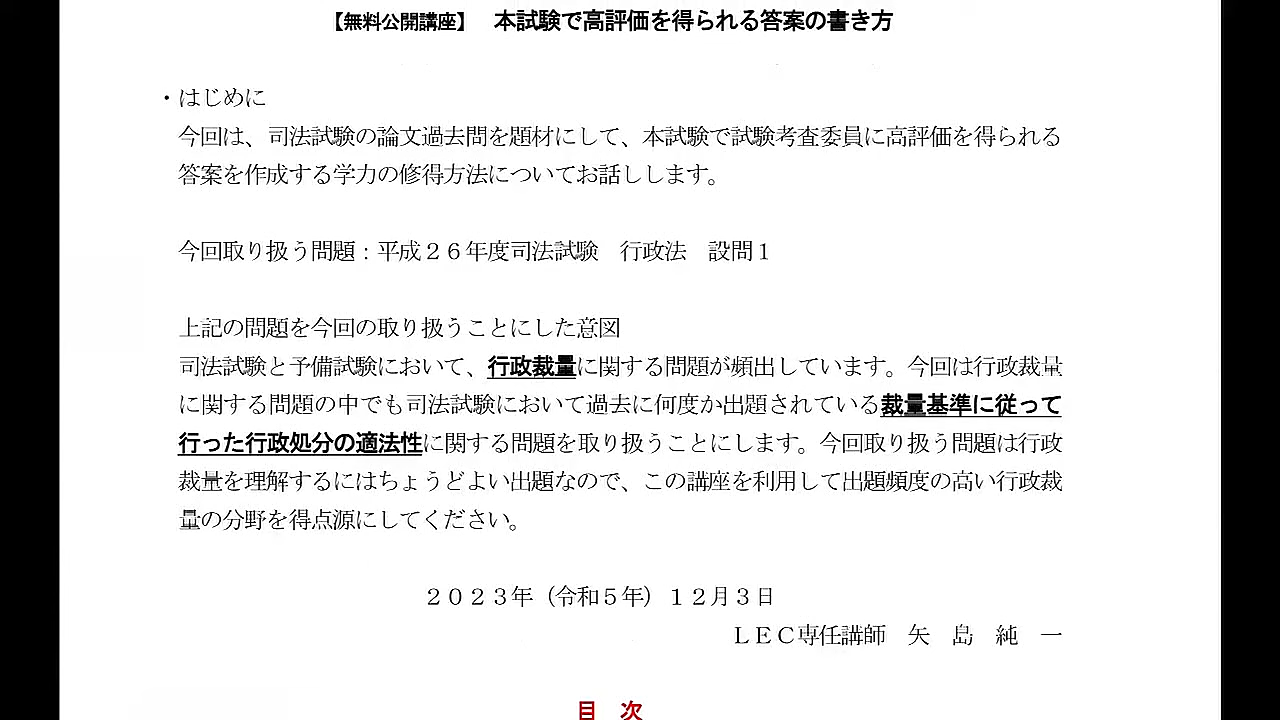 【無料公開講座】　本試験で高評価を得られる答案の書き方
・はじめに
今回は、司法試験の論文過去問を題材にして、本試験で試験考査委員に高評価を得られる
答案を作成する学力の修得方法についてお話しします。
今回取り扱う問題：平成２６年度司法試験　行政法　設問１
上記の問題を今回の取り扱うことにした意図
司法試験と予備試験において、行政裁量に関する問題が頻出しています。今回は行政裁量
に関する問題の中でも司法試験において過去に何度か出題されている裁量基準に従って
行った行政処分の適法性に関する問題を取り扱うことにします。今回取り扱う問題は行政
裁量を理解するにはちょうどよい出題なので、この講座を利用して出題頻度の高い行政裁
量の分野を得点源にしてください。
２０２３年（令和５年）１２月３日
ＬＥＣ専任講師　矢　島　純　一
目　次